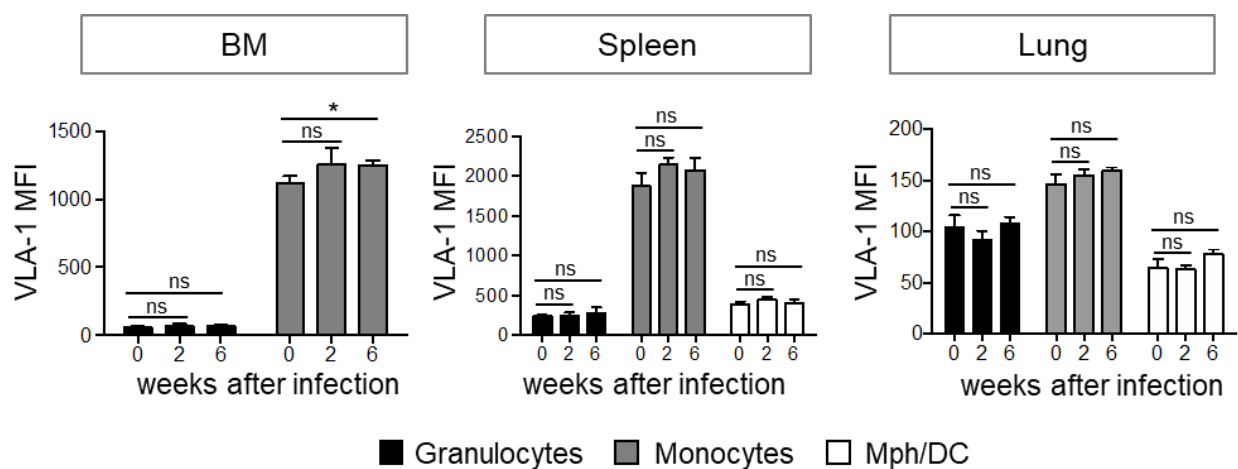 BM
Spleen
Lung
VLA-1 MFI
1500
1000
500
0
*
ns
ns
ns
0 2 6 0 2 6
weeks after infection
VLA-1 MFI
2500
2000
1500
1000
500
0
ns
ns
ns
ns
ns
ns
0 2 6 0 2 6 0 2 6
weeks after infection
VLA-1 MFI
200
150
100
50
0
ns
ns
ns
ns
ns
ns
0 2 6 0 2 6 0 2 6
weeks after infection
Granulocytes Monocytes Mph/DC